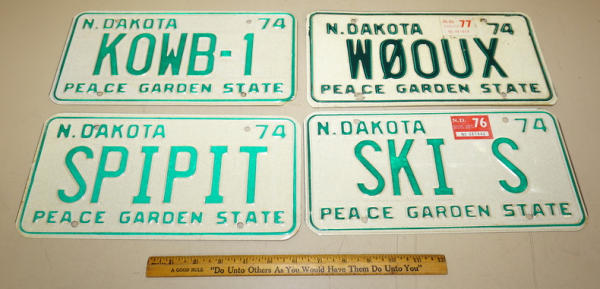 N.DAKOTA 74
KOWB-1
PEACE GARDEN STATE
N.DAKOTA 77 74
WØOUX
PEACE GARDEN STATE
N.DAKOTA 74
SPIPIT
PEACE GARDEN STATE
N.DAKOTA N.D. 76 74
SKI S
PEACE GARDEN STATE
A GOOD RULE "Do Unto Others As You Would Have Them Do Unto You"